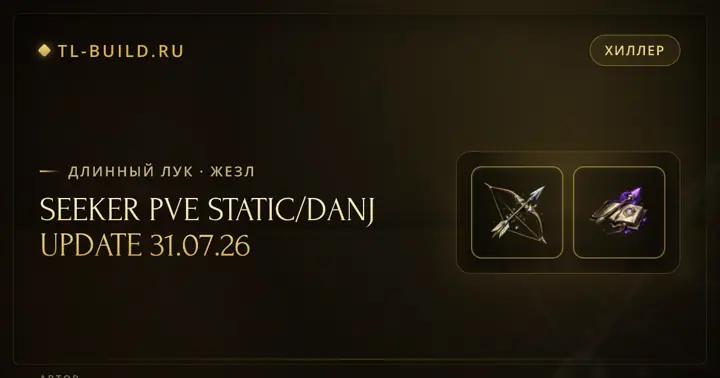 TL-BUILD.RU
ХИЛЛЕР
ДЛИННЫЙ ЛУК · ЖЕЗЛ
SEEKER PVE STATIC/DANJ
UPDATE 31.07.26